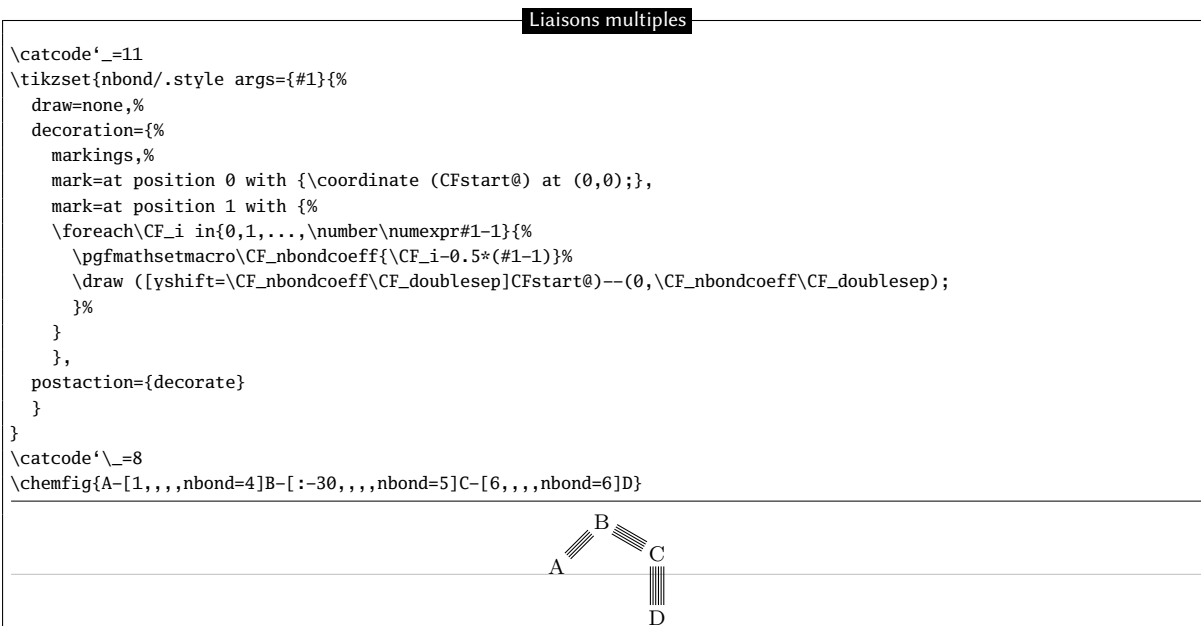 Liaisons multiples
\catcode‘_=11
\tikzset{nbond/.style args={#1}{%
  draw=none,%
  decoration={%
    markings,%
    mark=at position 0 with {\coordinate (CFstart@) at (0,0);},
    mark=at position 1 with {%
    \foreach\CF_i in{0,1,...,\number\numexpr#1-1}{%
      \pgfmathsetmacro\CF_nbondcoeff{\CF_i-0.5*(#1-1)}%
      \draw ([yshift=\CF_nbondcoeff\CF_doublesep]CFstart@)--(0,\CF_nbondcoeff\CF_doublesep);
      }%
    }
    },
  postaction={decorate}
  }
}
\catcode‘\_=8
\chemfig{A-[1,,,,nbond=4]B-[:-30,,,,nbond=5]C-[6,,,,nbond=6]D}
B
C
A
D